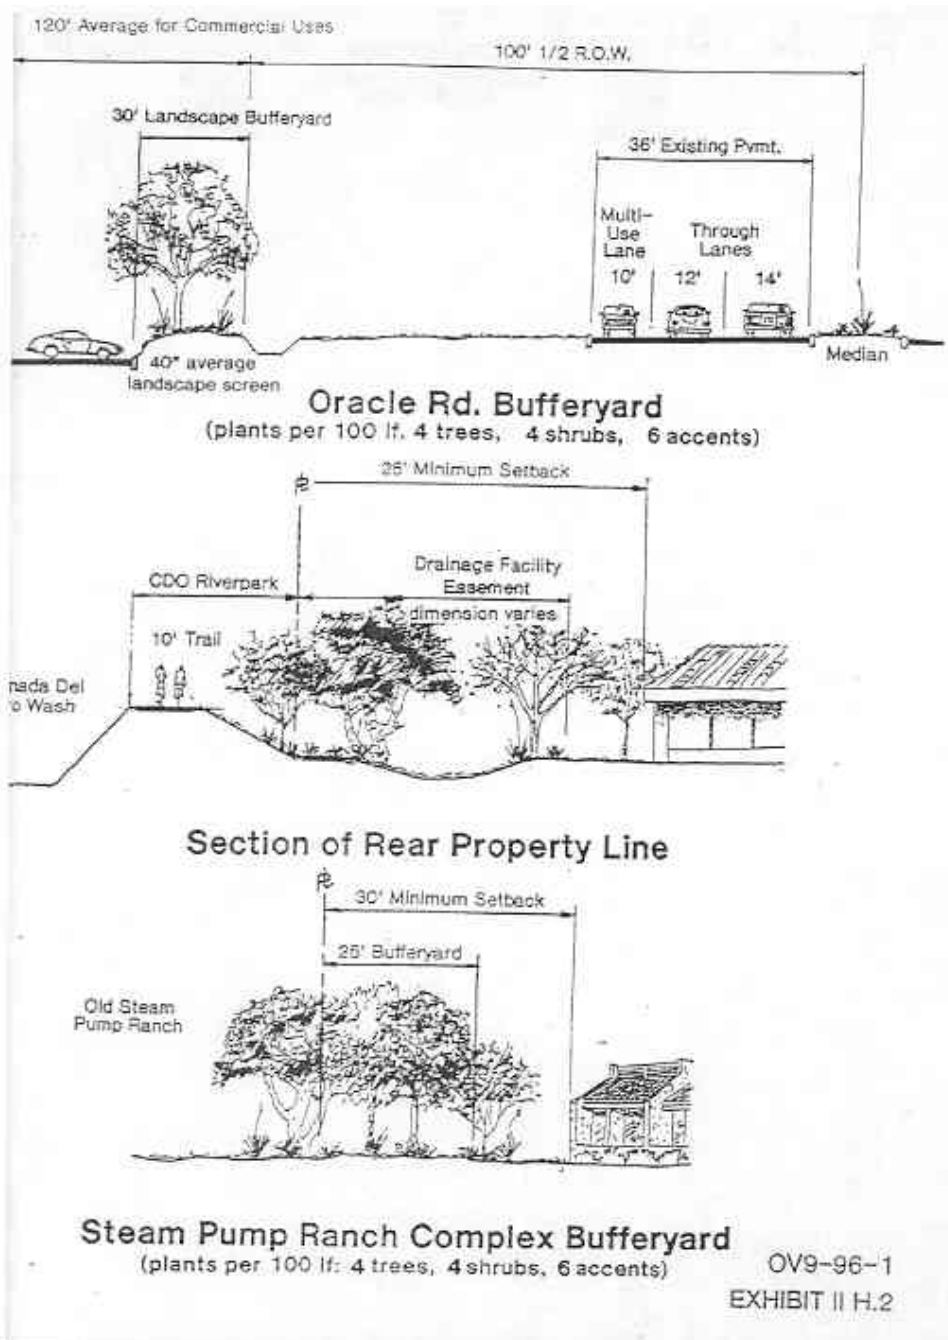 120' Average for Commercial Uses
100' 1/2 R.O.W.
30' Landscape Bufferyard
36' Existing Pvmt.
Multi-
Use
Lane
Through
Lanes
10'
12'
14'
40" average
landscape screen
Median
Oracle Rd. Bufferyard
(plants per 100 lf. 4 trees, 4 shrubs, 6 accents)
25' Minimum Setback
CDO Riverpark
Drainage Facility
Easement
dimension varies
10' Trail
nada Del
o Wash
Section of Rear Property Line
30' Minimum Setback
25' Bufferyard
Old Steam
Pump Ranch
Steam Pump Ranch Complex Bufferyard
(plants per 100 lf: 4 trees, 4 shrubs, 6 accents)
OV9-96-1
EXHIBIT II H.2